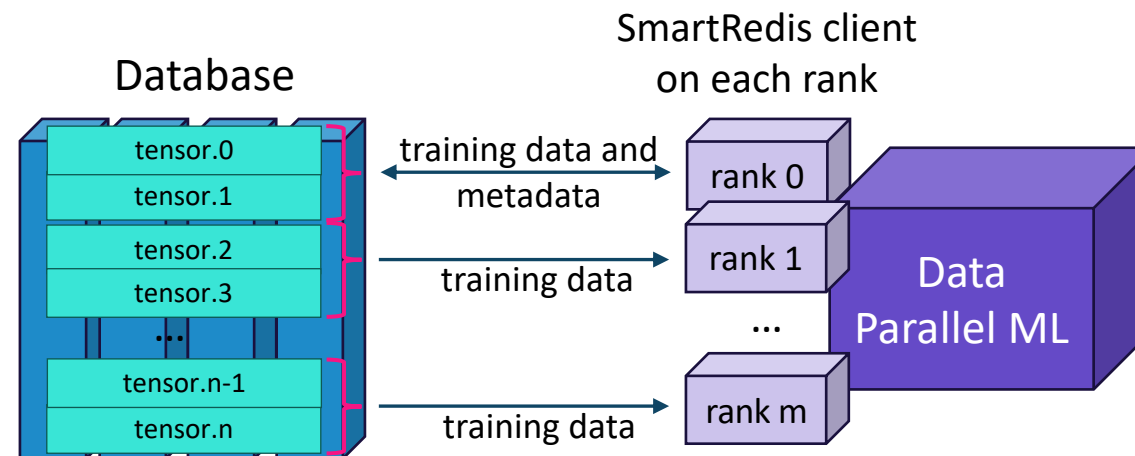 SmartRedis client
on each rank
Database
tensor.0
tensor.1
tensor.2
tensor.3
...
tensor.n-1
tensor.n
training data and
metadata
training data
training data
rank 0
rank 1
...
rank m
Data
Parallel ML